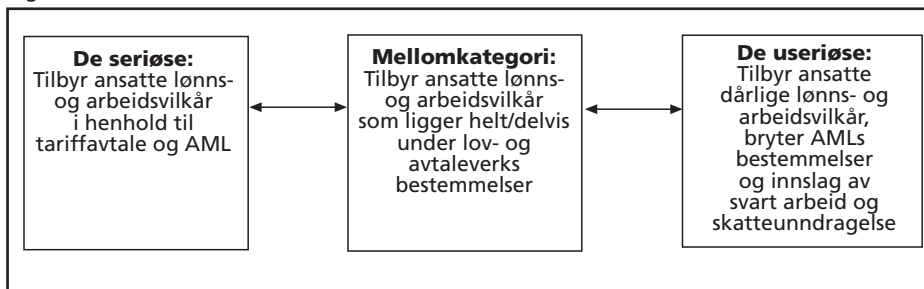 De seriøse:
Tilbyr ansatte lønns-
og arbeidsvilkår
i henhold til
tariffavtale og AML
Mellomkategori:
Tilbyr ansatte lønns-
og arbeidsvilkår
som ligger helt/delvis
under lov- og
avtaleverks
bestemmelser
De useriøse:
Tilbyr ansatte
dårlige lønns- og
arbeidsvilkår,
bryter AMLs
bestemmelser
og innslag av
svart arbeid og
skatteunndragelse